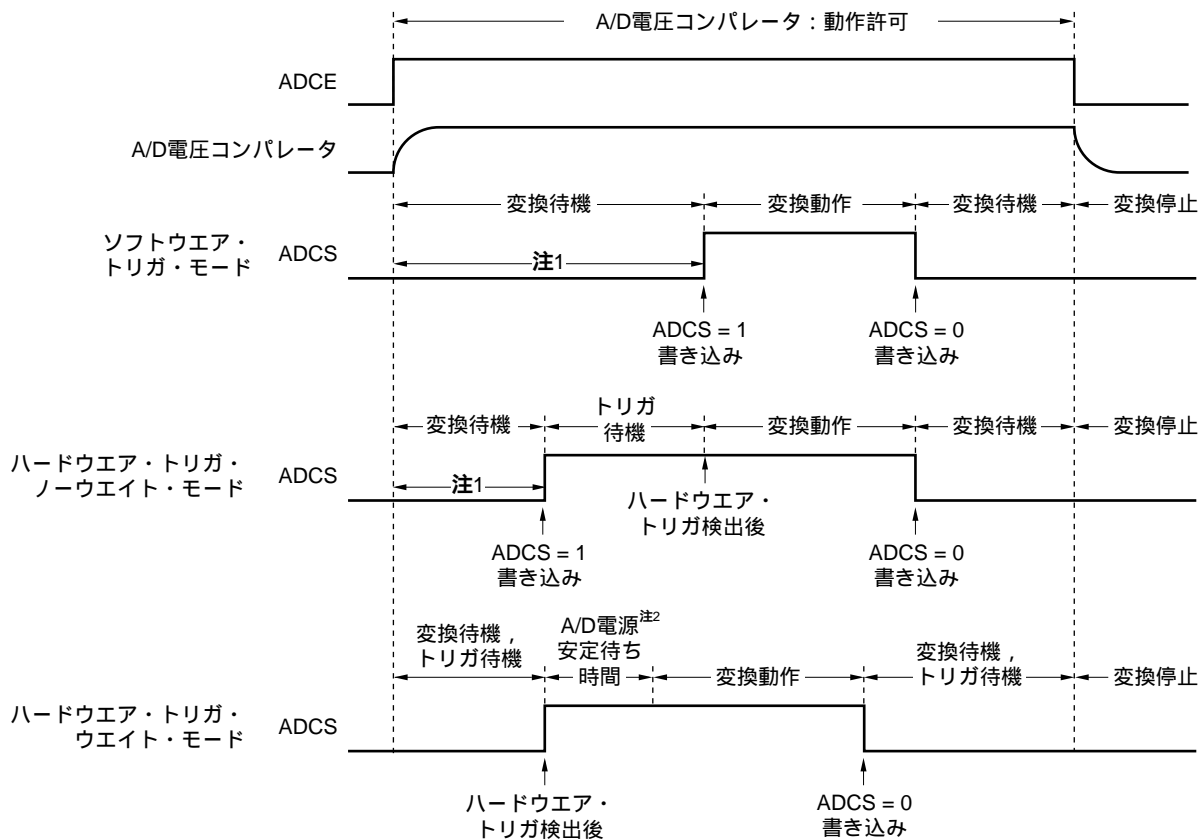 A/D電圧コンパレータ：動作許可
ADCE
A/D電圧コンパレータ
変換待機
変換動作
変換待機
変換停止
ソフトウエア・
トリガ・モード
ADCS
注1
ADCS = 1
書き込み
ADCS = 0
書き込み
変換待機
トリガ
待機
変換動作
変換待機
変換停止
ハードウエア・トリガ・
ノーウエイト・モード
ADCS
注1
ハードウエア・
トリガ検出後
ADCS = 1
書き込み
ADCS = 0
書き込み
変換待機，
トリガ待機
A/D電源注2
安定待ち
時間
変換動作
変換待機，
トリガ待機
変換停止
ハードウエア・トリガ・
ウエイト・モード
ADCS
ハードウエア・
トリガ検出後
ADCS = 0
書き込み